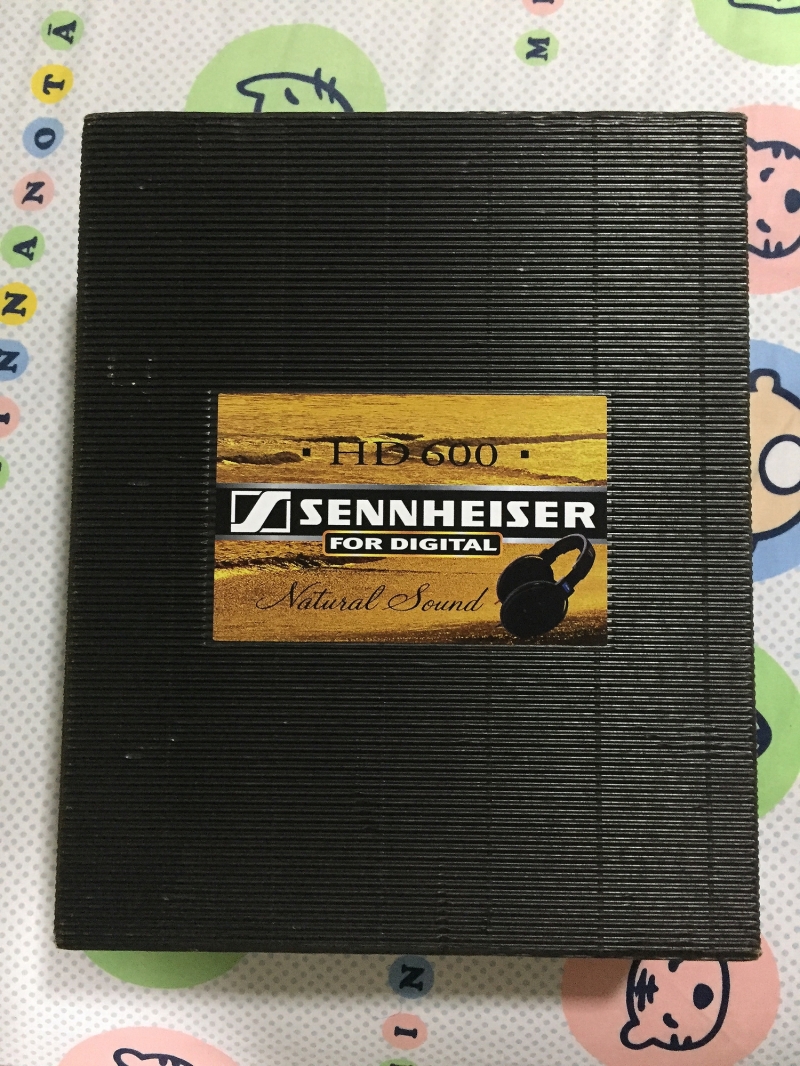 · HD 600 ·
SENNHEISER
FOR DIGITAL
Natural Sound
M
I N N A N O T Ā
N
I